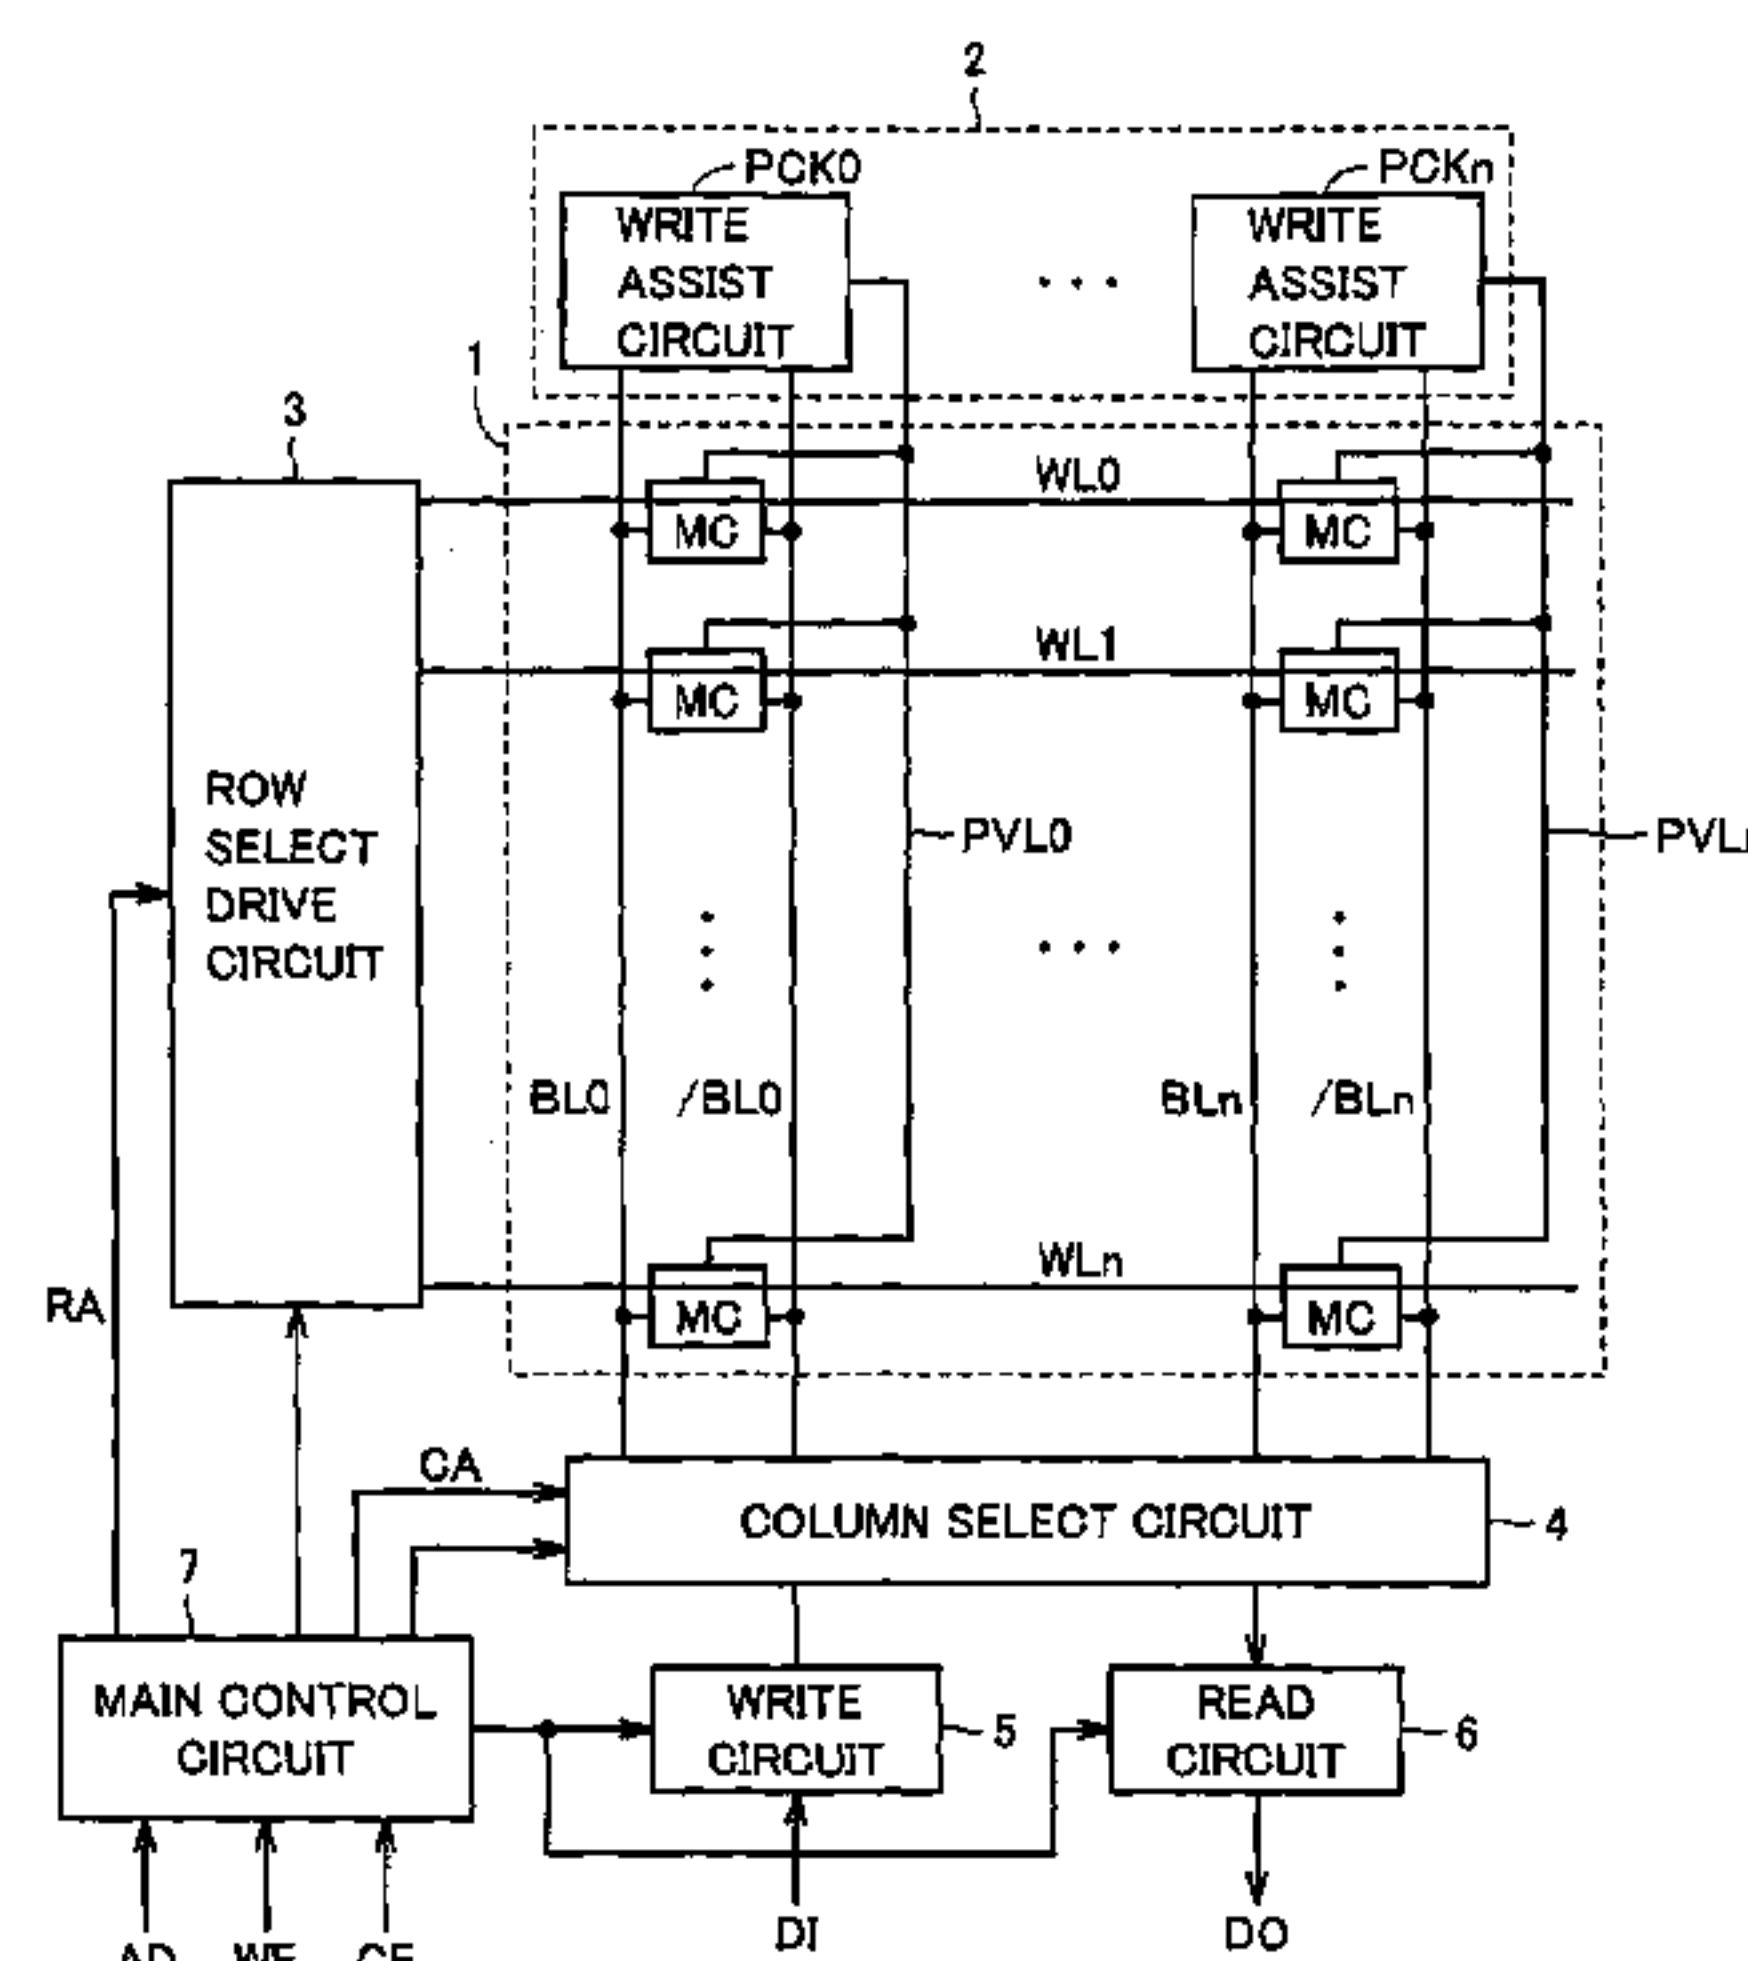 2
PCK0
PCKn
WRITE
ASSIST
CIRCUIT
. . .
WRITE
ASSIST
CIRCUIT
1
3
WL0
MC
MC
WL1
MC
MC
ROW
SELECT
DRIVE
CIRCUIT
PVL0
BL0
/BL0
BLn
/BLn
WLn
MC
MC
RA
CA
COLUMN SELECT CIRCUIT
4
7
MAIN CONTROL
CIRCUIT
WRITE
CIRCUIT
5
READ
CIRCUIT
6
DI
DO